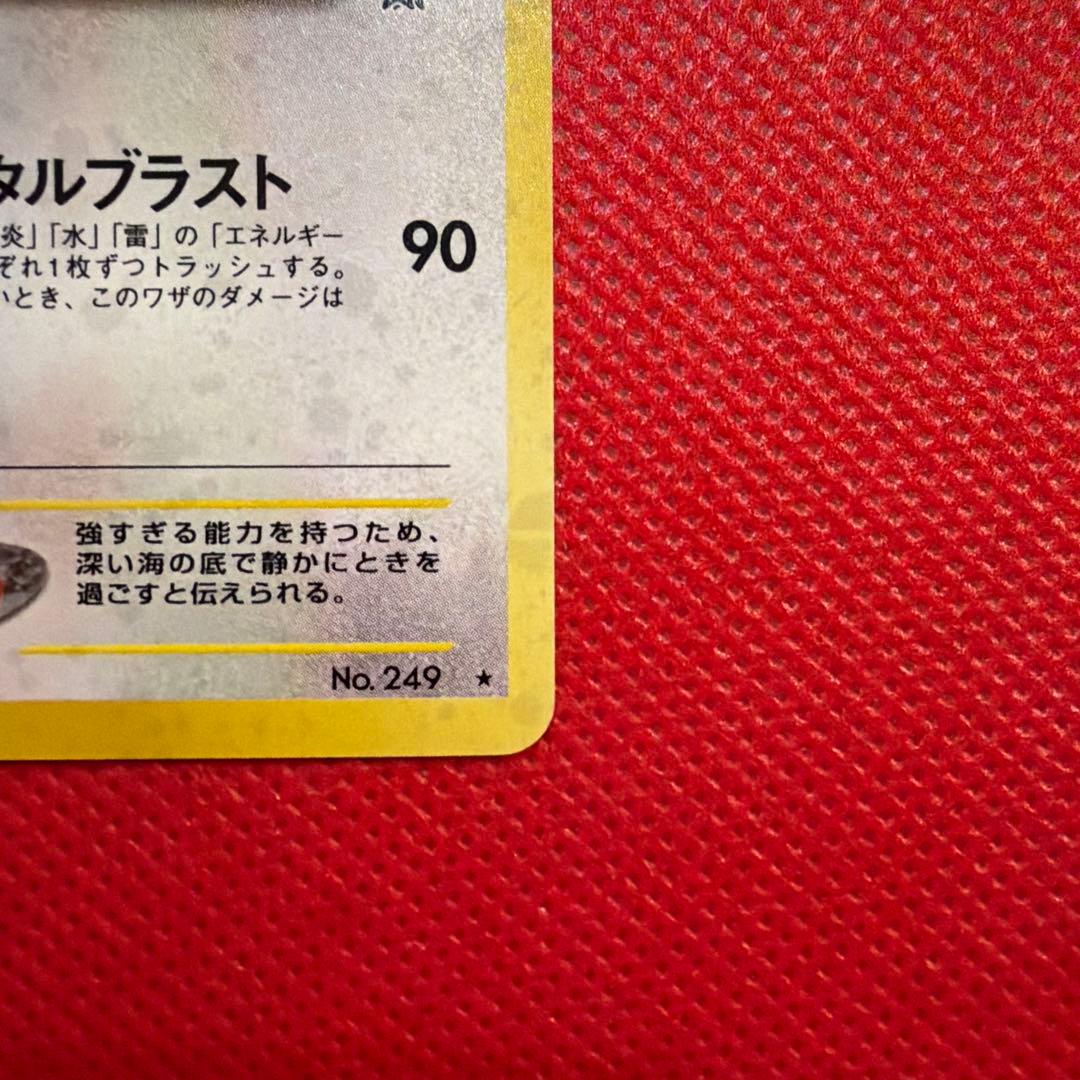 タルブラスト
炎」「水」「雷」の「エネルギー
90
ぞれ1枚ずつトラッシュする。
いとき、このワザのダメージは
強すぎる能力を持つため、
深い海の底で静かにときを
過ごすと伝えられる。
No. 249 ★